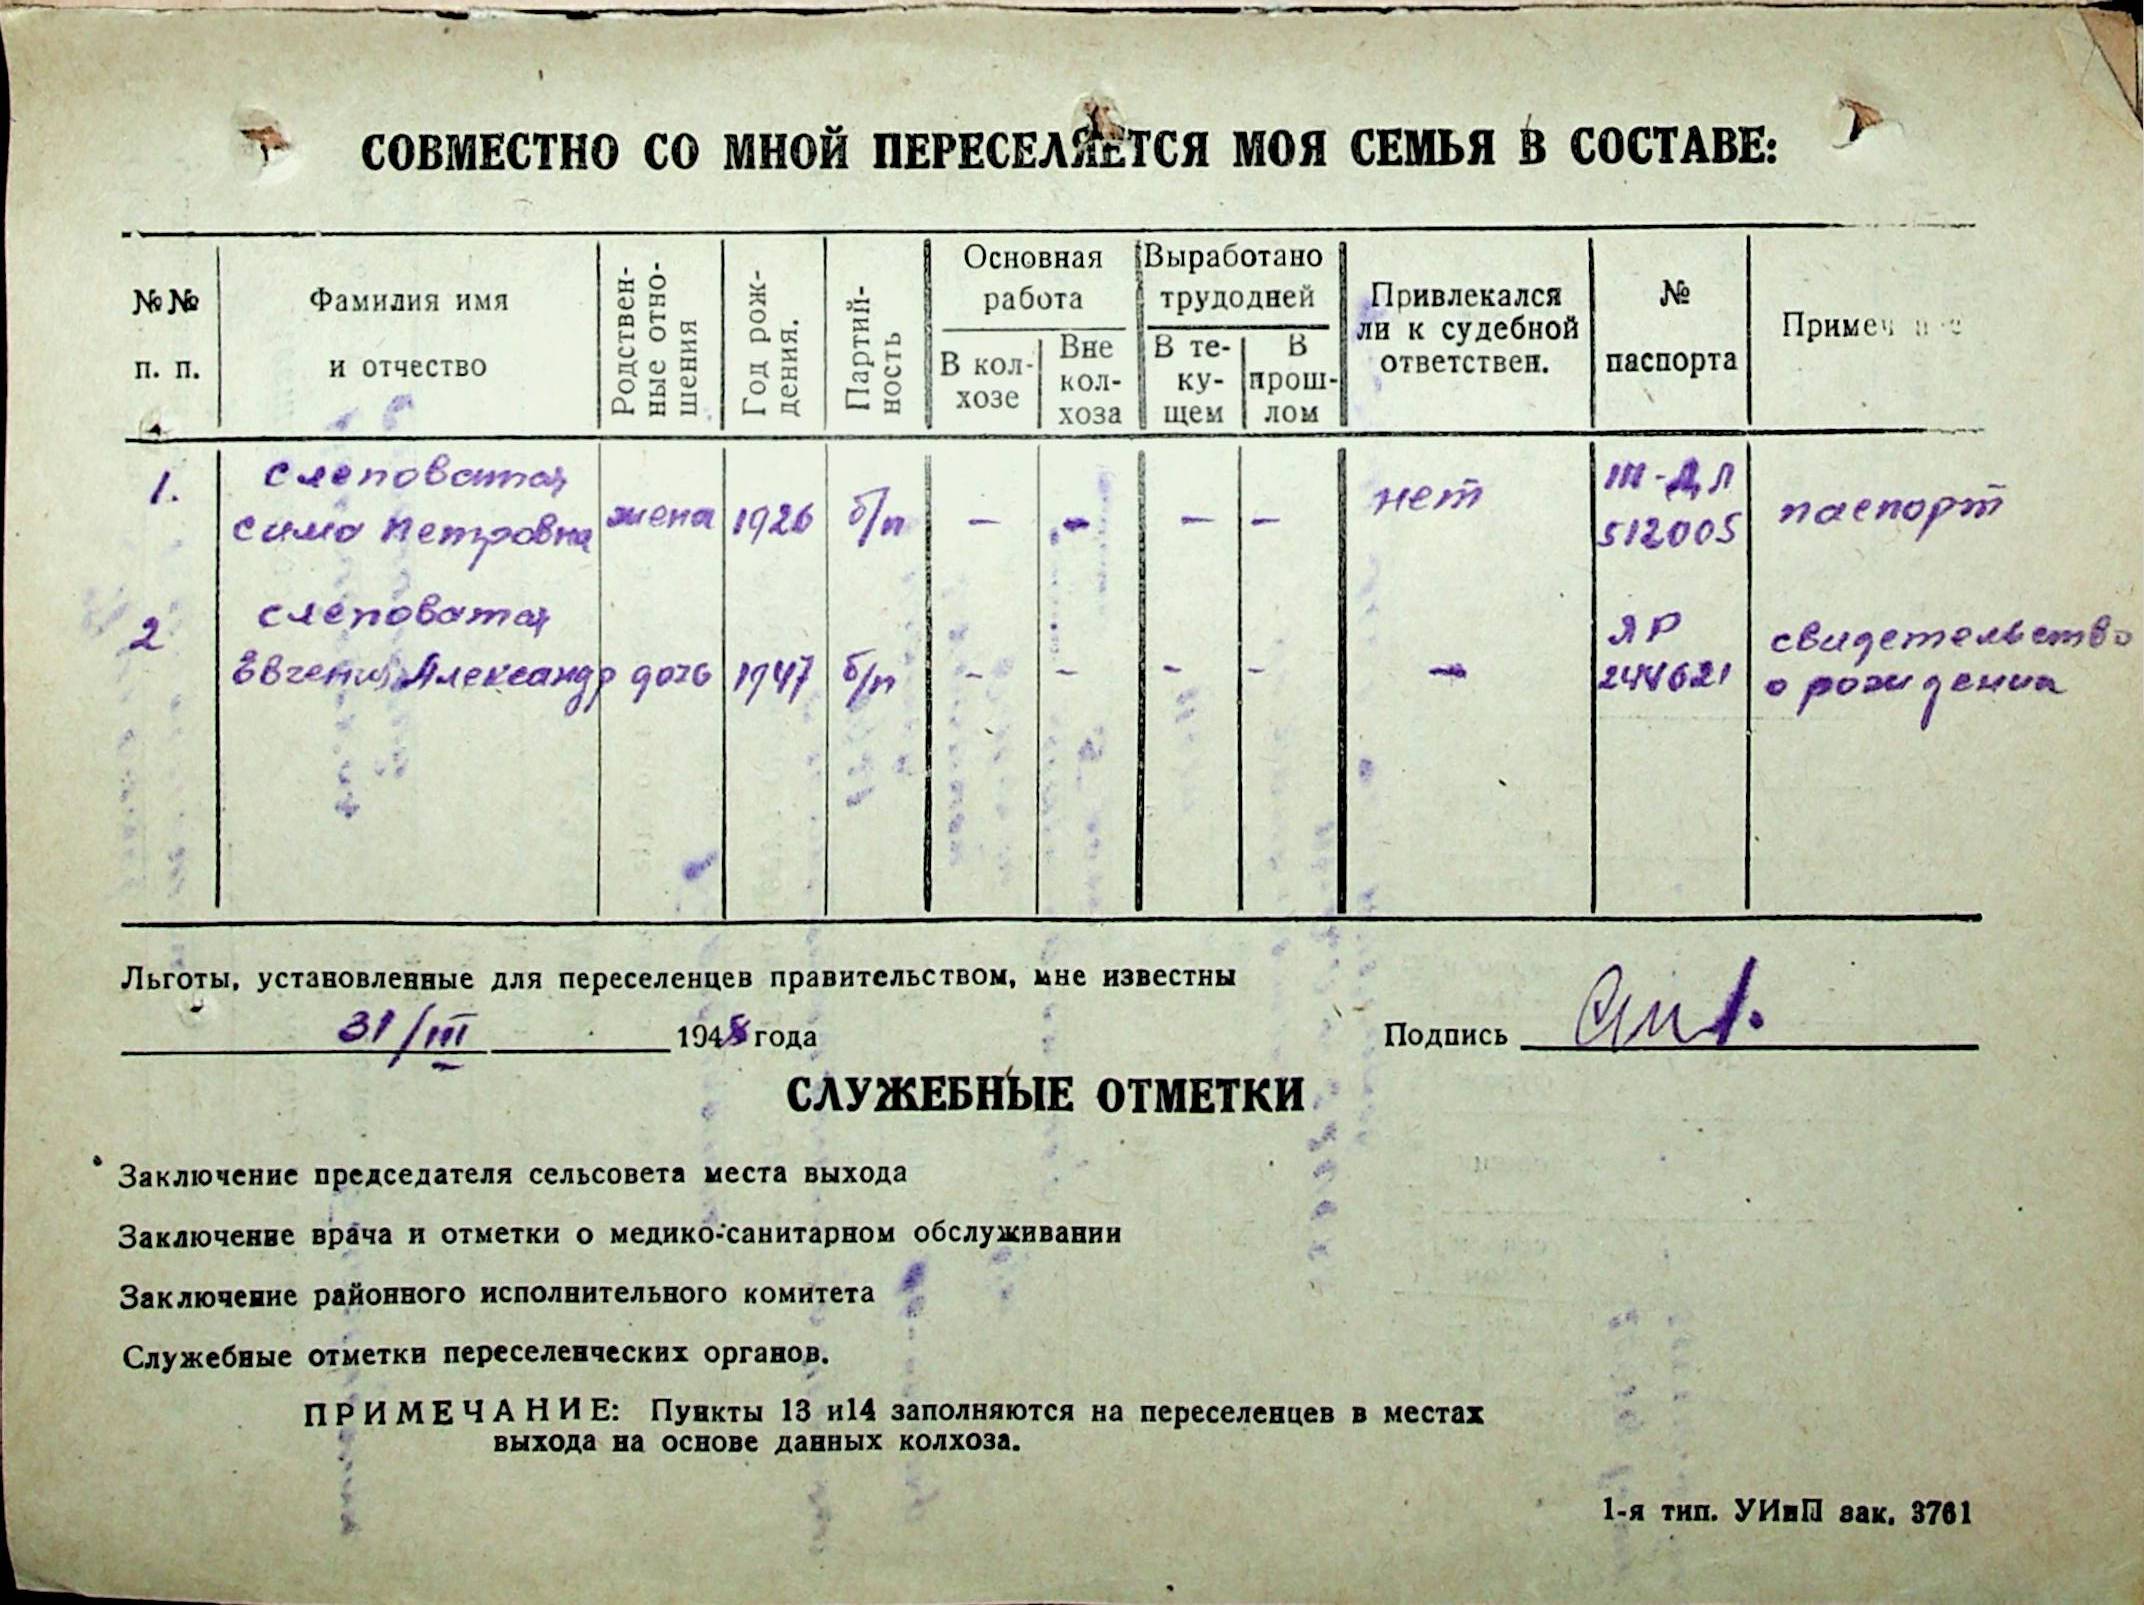 СОВМЕСТНО СО МНОЙ ПЕРЕСЕЛЯЕТСЯ МОЯ СЕМЬЯ В СОСТАВЕ:
№№ п. п.
Фамилия имя и отчество
Родственные отношения
Год рождения.
Партийность
Основная работа
В колхозе
Вне колхоза
Выработано трудодней
В текущем
В прошлом
Привлекался ли к судебной ответствен.
№ паспорта
Примеч
1. Слеповатая Сима Петровна жена 1926 б/п – – – – нет III-ДЛ 512005 паспорт
2 Слеповатая Евгения Александр дочь 1947 б/п – – – – – ЯР 244621 свидетельство о рождении
Льготы, установленные для переселенцев правительством, мне известны
31/III 1948 года Подпись
СЛУЖЕБНЫЕ ОТМЕТКИ
Заключение председателя сельсовета места выхода
Заключение врача и отметки о медико-санитарном обслуживании
Заключение районного исполнительного комитета
Служебные отметки переселенческих органов.
ПРИМЕЧАНИЕ: Пункты 13 и14 заполняются на переселенцев в местах
выхода на основе данных колхоза.
1-я тип. УИиП зак. 3761